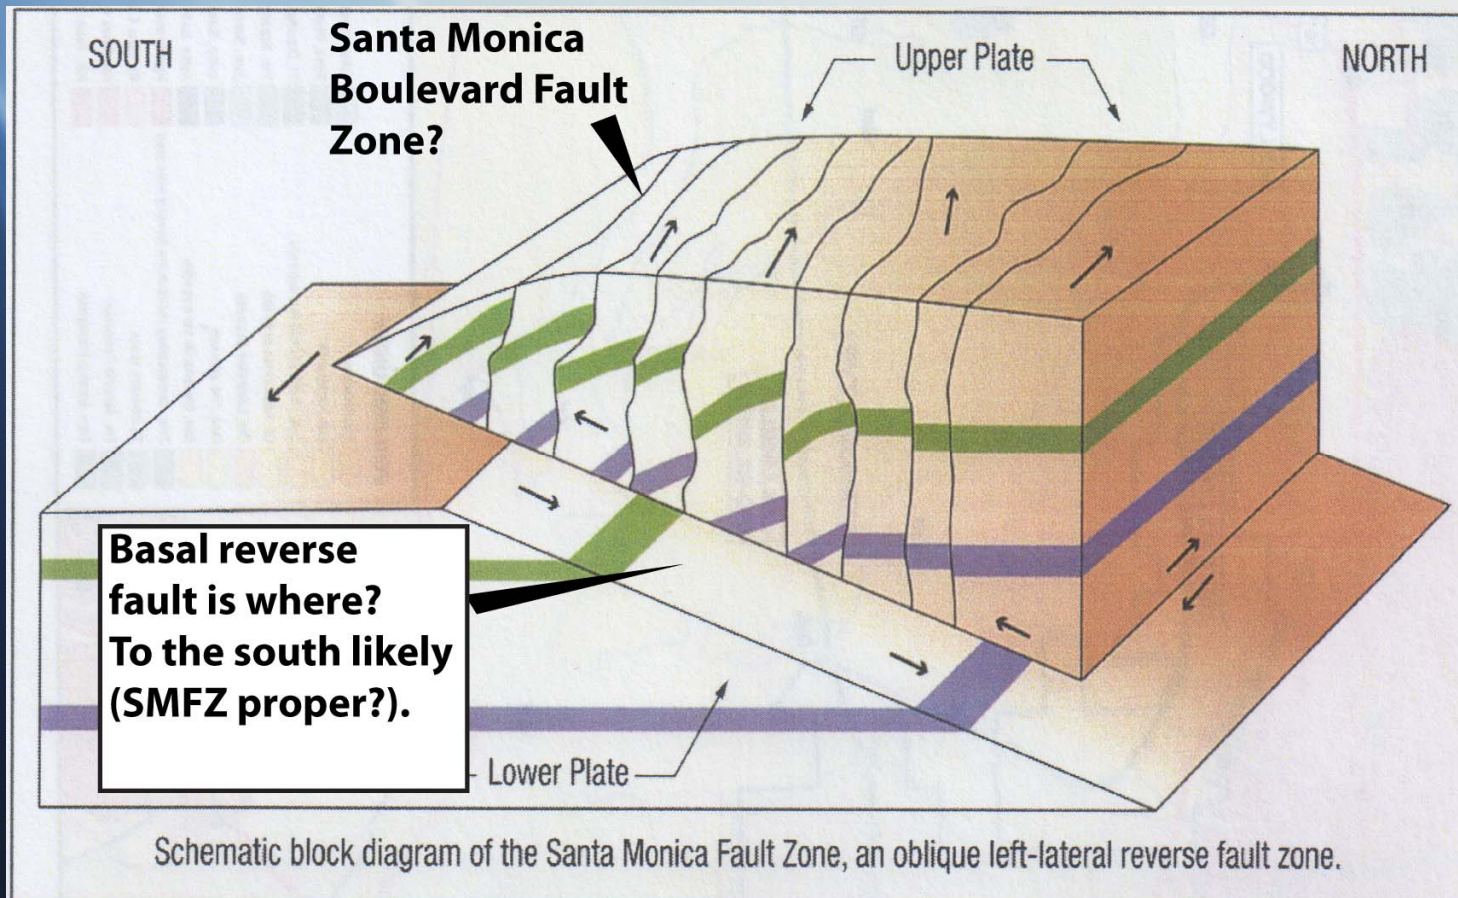 SOUTH
Santa Monica
Boulevard Fault
Zone?
Upper Plate
NORTH
Basal reverse
fault is where?
To the south likely
(SMFZ proper?).
Lower Plate
Schematic block diagram of the Santa Monica Fault Zone, an oblique left-lateral reverse fault zone.